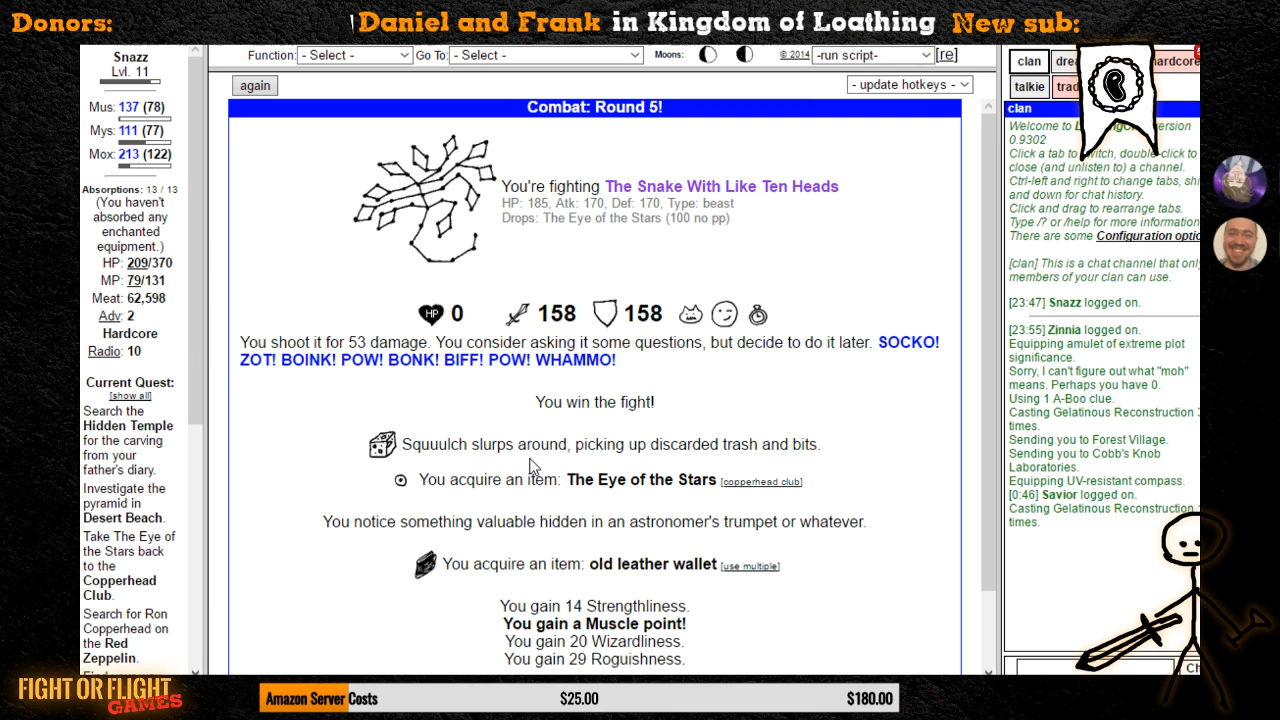 Donors:
Daniel and Frank in Kingdom of Loathing
New sub:
Snazz
Lvl. 11
Mus: 137 (78)
Mys: 111 (77)
Mox: 213 (122)
Absorptions: 13 / 13
(You haven't
absorbed any
enchanted
equipment.)
HP: 209/370
MP: 79/131
Meat: 62,598
Adv: 2
Hardcore
Radio: 10
Current Quest:
[show all]
Search the
Hidden Temple
for the carving
from your
father's diary.
Investigate the
pyramid in
Desert Beach.
Take The Eye of
the Stars back
to the
Copperhead
Club.
Search for Ron
Copperhead on
the Red
Zeppelin.
Function: - Select - Go To: - Select - Moons: © 2014 -run script- [re]
again
- update hotkeys -
Combat: Round 5!
You're fighting The Snake With Like Ten Heads
HP: 185, Atk: 170, Def: 170, Type: beast
Drops: The Eye of the Stars (100 no pp)
HP 0 158 158
You shoot it for 53 damage. You consider asking it some questions, but decide to do it later. SOCKO!
ZOT! BOINK! POW! BONK! BIFF! POW! WHAMMO!
You win the fight!
Squuulch slurps around, picking up discarded trash and bits.
You acquire an item: The Eye of the Stars [copperhead club]
You notice something valuable hidden in an astronomer's trumpet or whatever.
You acquire an item: old leather wallet [use multiple]
You gain 14 Strengthliness.
You gain a Muscle point!
You gain 20 Wizardliness.
You gain 29 Roguishness.
clan
hardcore
talkie
clan
Welcome to version
0.9302
Click a tab to switch, double-click to
close (and unlisten to) a channel.
Ctrl-left and right to change tabs, shi
and down for chat history.
Click and drag to rearrange tabs.
Type /? or /help for more information
There are some Configuration optio
[clan] This is a chat channel that only
members of your clan can use.
[23:47] Snazz logged on.
[23:55] Zinnia logged on.
Equipping amulet of extreme plot
significance.
Sorry, I can't figure out what "moh"
means. Perhaps you have 0.
Using 1 A-Boo clue.
Casting Gelatinous Reconstruction 3
times.
Sending you to Forest Village.
Sending you to Cobb's Knob
Laboratories.
Equipping UV-resistant compass.
[0:46] Savior logged on.
Casting Gelatinous Reconstruction
times.
Ch
FIGHT OR FLIGHT
GAMES
Amazon Server Costs $25.00 $180.00